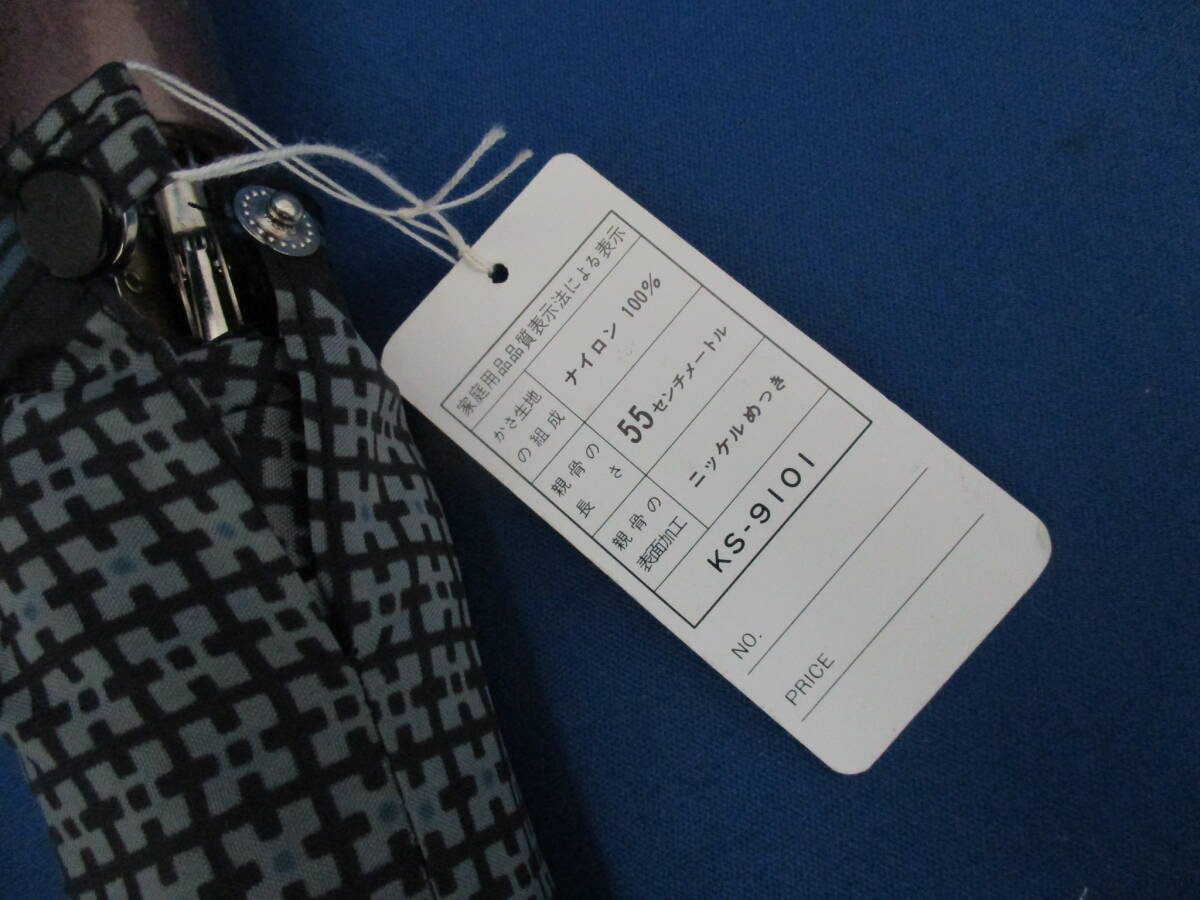 家庭用品品質表示法による表示
かさ生地
の組成
ナイロン 100%
親骨の
長さ
55センチメートル
親骨の
表面加工
ニッケルめっき
KS-9101
NO.
PRICE